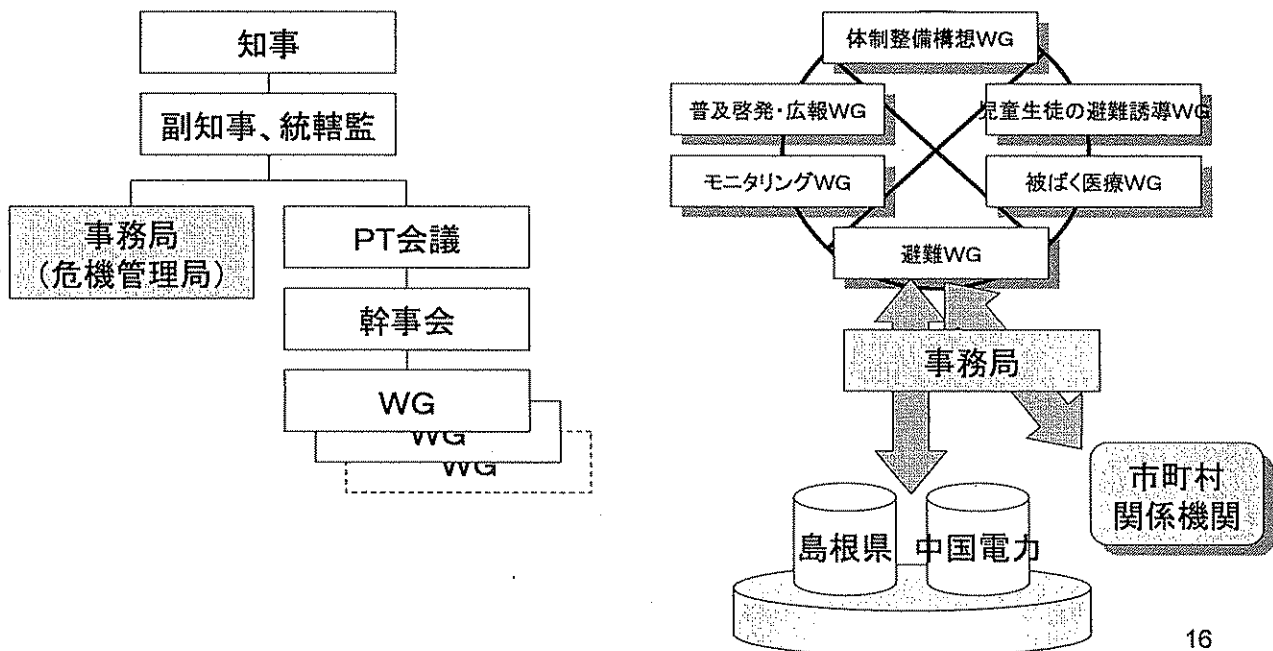 知事
副知事、統轄監
事務局
(危機管理局)
PT会議
幹事会
WG
WG
WG
体制整備構想WG
普及啓発・広報WG
児童生徒の避難誘導WG
モニタリングWG
被ばく医療WG
避難WG
事務局
市町村
関係機関
島根県
中国電力
16